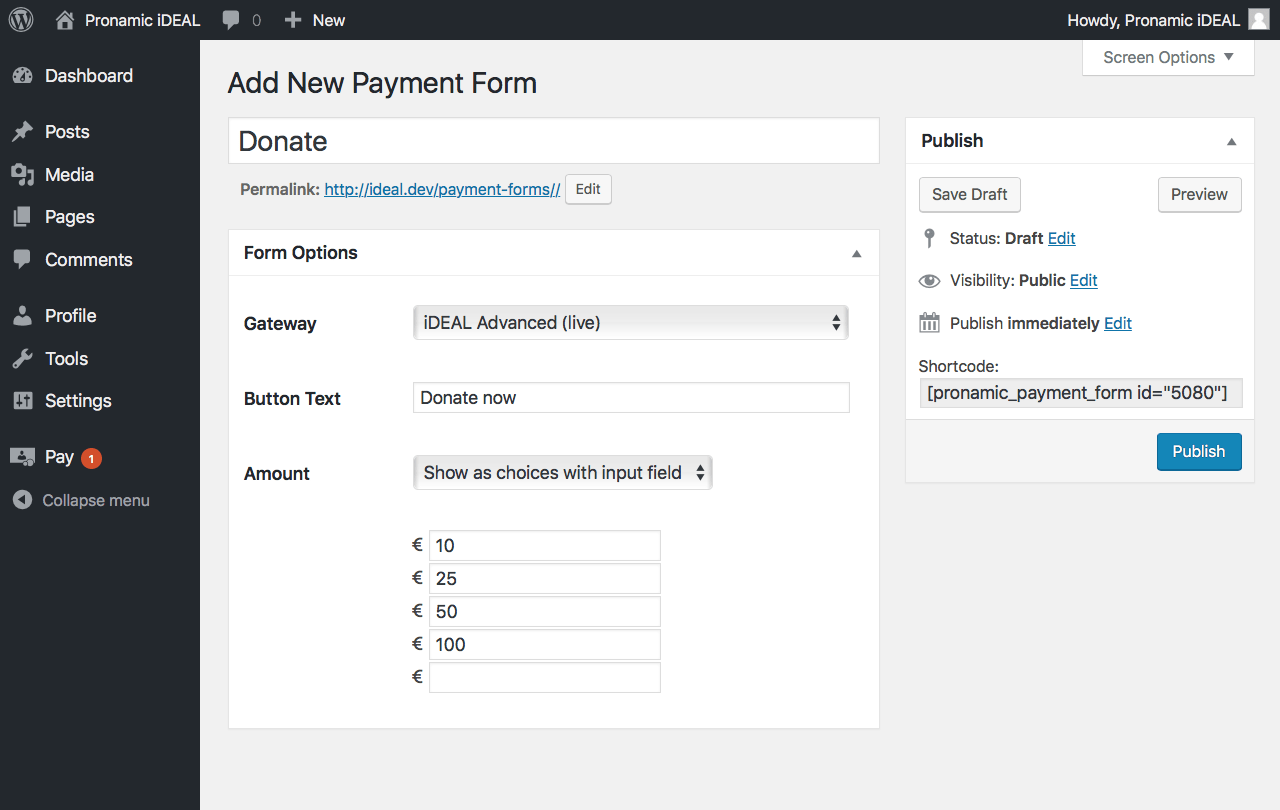 Pronamic iDEAL 0 New Howdy, Pronamic iDEAL
Screen Options
Dashboard
Posts
Media
Pages
Comments
Profile
Tools
Settings
Pay 1
Collapse menu
Add New Payment Form
Donate
Permalink: http://ideal.dev/payment-forms// Edit
Form Options
Gateway iDEAL Advanced (live)
Button Text Donate now
Amount Show as choices with input field
€ 10
€ 25
€ 50
€ 100
€
Publish
Save Draft Preview
Status: Draft Edit
Visibility: Public Edit
Publish immediately Edit
Shortcode:
[pronamic_payment_form id="5080"]
Publish